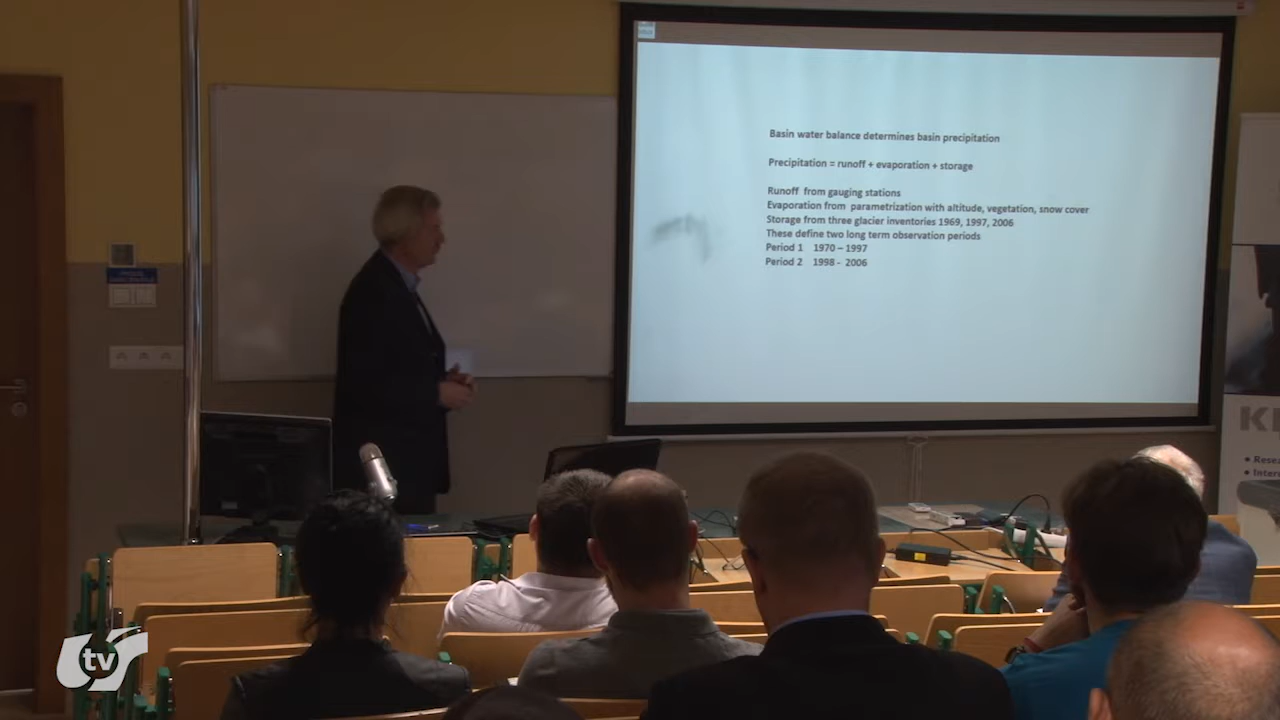 Basin water balance determines basin precipitation
Precipitation = runoff + evaporation + storage
Runoff from gauging stations
Evaporation from parametrization with altitude, vegetation, snow cover
Storage from three glacier inventories 1969, 1997, 2006
These define two long term observation periods
Period 1 1970 – 1997
Period 2 1998 - 2006
tv